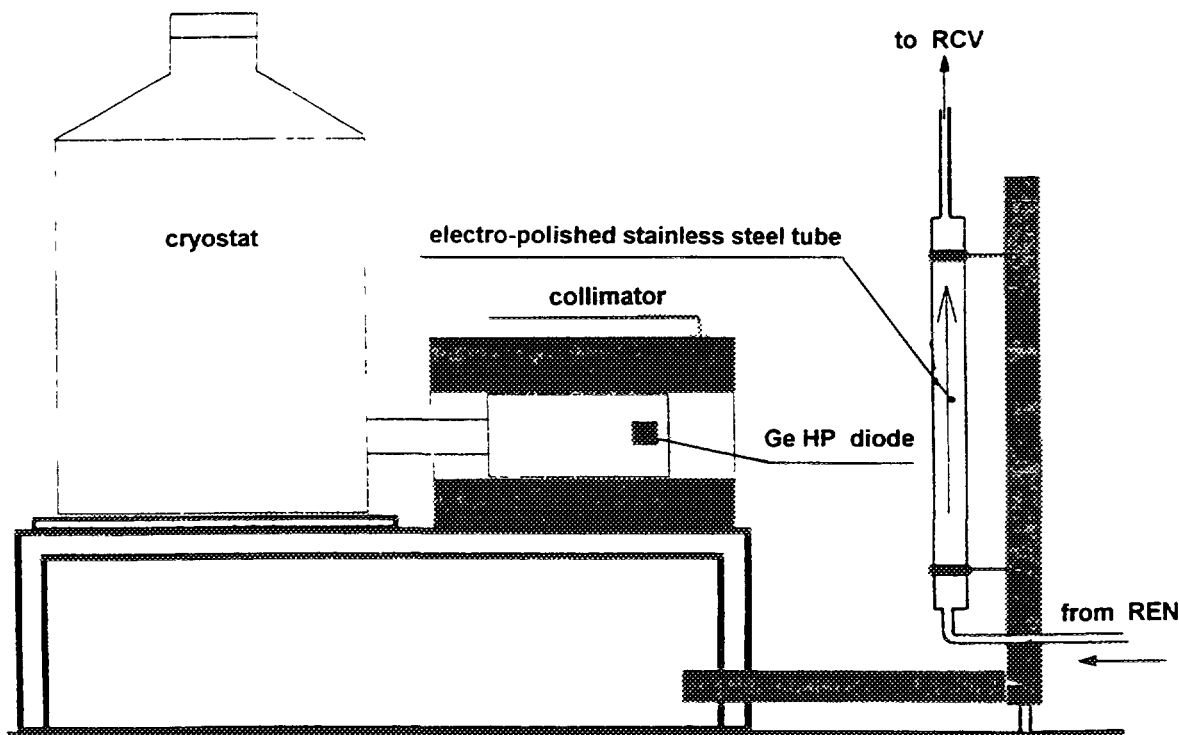 to RCV
cryostat
electro-polished stainless steel tube
collimator
Ge HP diode
from REN